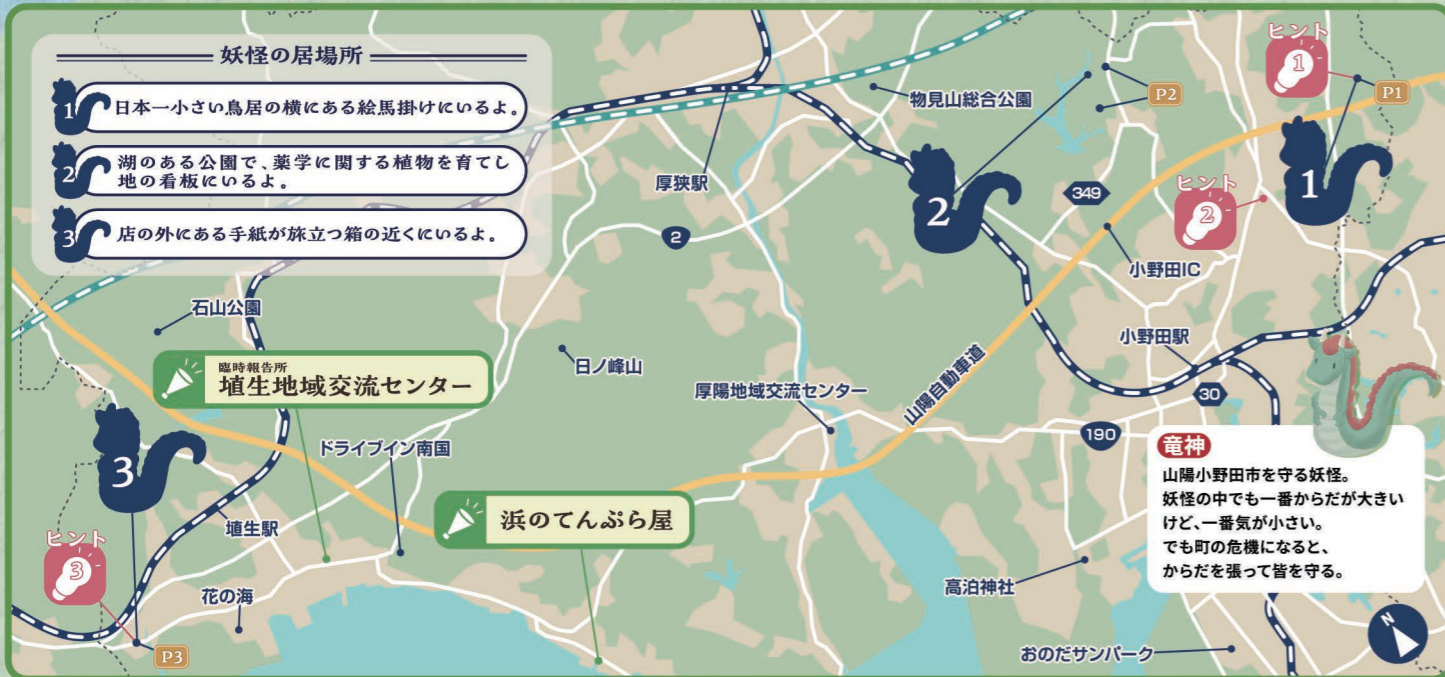 妖怪の居場所
1
日本一小さい鳥居の横にある絵馬掛けにいるよ。
2
湖のある公園で、薬学に関する植物を育てし
地の看板にいるよ。
3
店の外にある手紙が旅立つ箱の近くにいるよ。
ヒント
1
P1
P2
物見山総合公園
厚狭駅
2
349
ヒント
2
1
2
小野田IC
石山公園
臨時報告所
埴生地域交流センター
日ノ峰山
小野田駅
厚陽地域交流センター
山陽自動車道
30
190
3
ドライブイン南国
浜のてんぷら屋
埴生駅
ヒント
3
花の海
P3
竜神
山陽小野田市を守る妖怪。
妖怪の中でも一番からだが大きい
けど、一番気が小さい。
でも町の危機になると、
からだを張って皆を守る。
高泊神社
おのだサンパーク
N